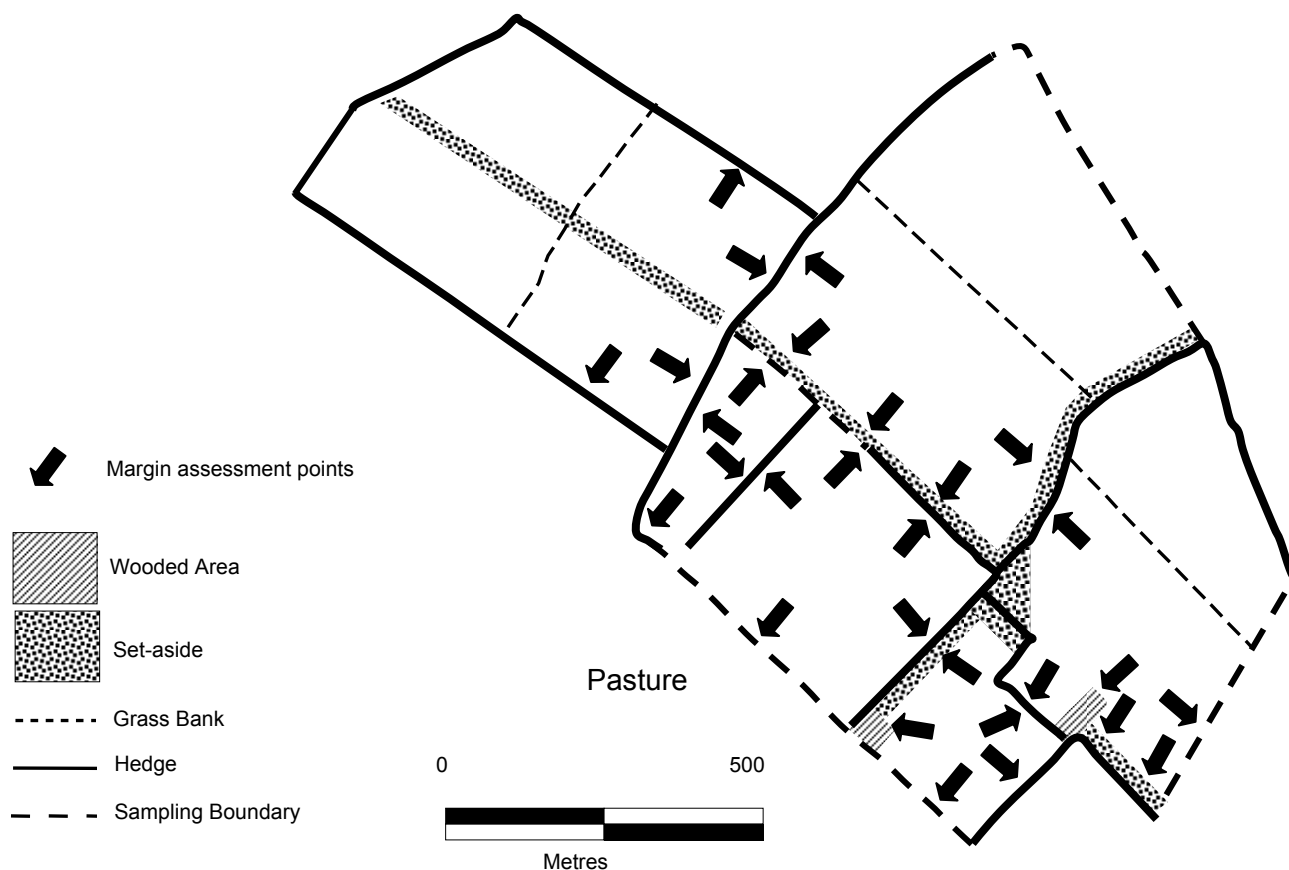 Margin assessment points
Wooded Area
Set-aside
Grass Bank
Hedge
Sampling Boundary
Pasture
0 500
Metres